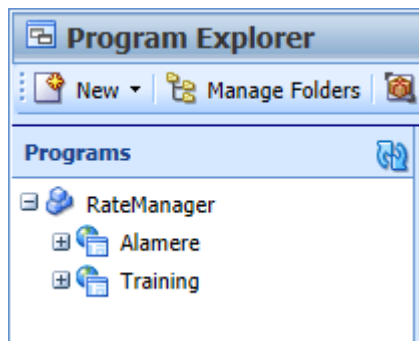 Program Explorer
New Manage Folders
Programs
RateManager
Alamere
Training